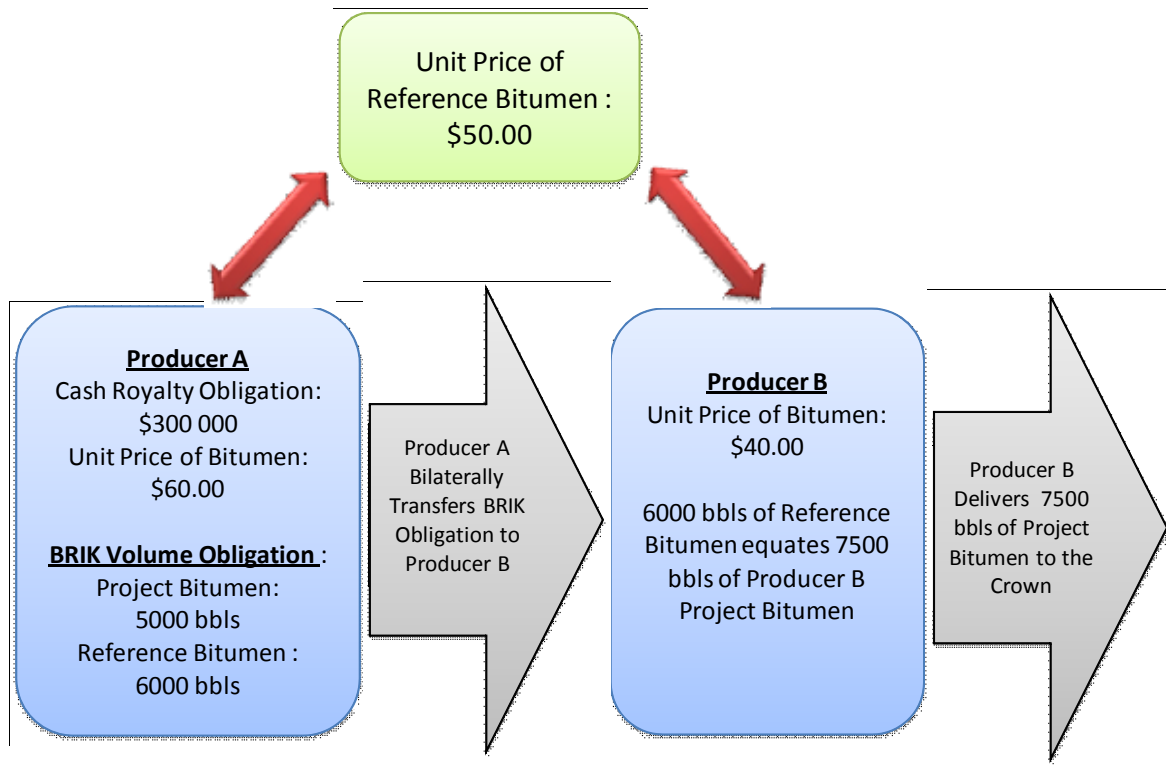 Unit Price of
Reference Bitumen :
$50.00
Producer A
Cash Royalty Obligation:
$300 000
Unit Price of Bitumen:
$60.00
BRIK Volume Obligation :
Project Bitumen:
5000 bbls
Reference Bitumen :
6000 bbls
Producer A
Bilaterally
Transfers BRIK
Obligation to
Producer B
Producer B
Unit Price of Bitumen:
$40.00
6000 bbls of Reference
Bitumen equates 7500
bbls of Producer B
Project Bitumen
Producer B
Delivers 7500
bbls of Project
Bitumen to the
Crown